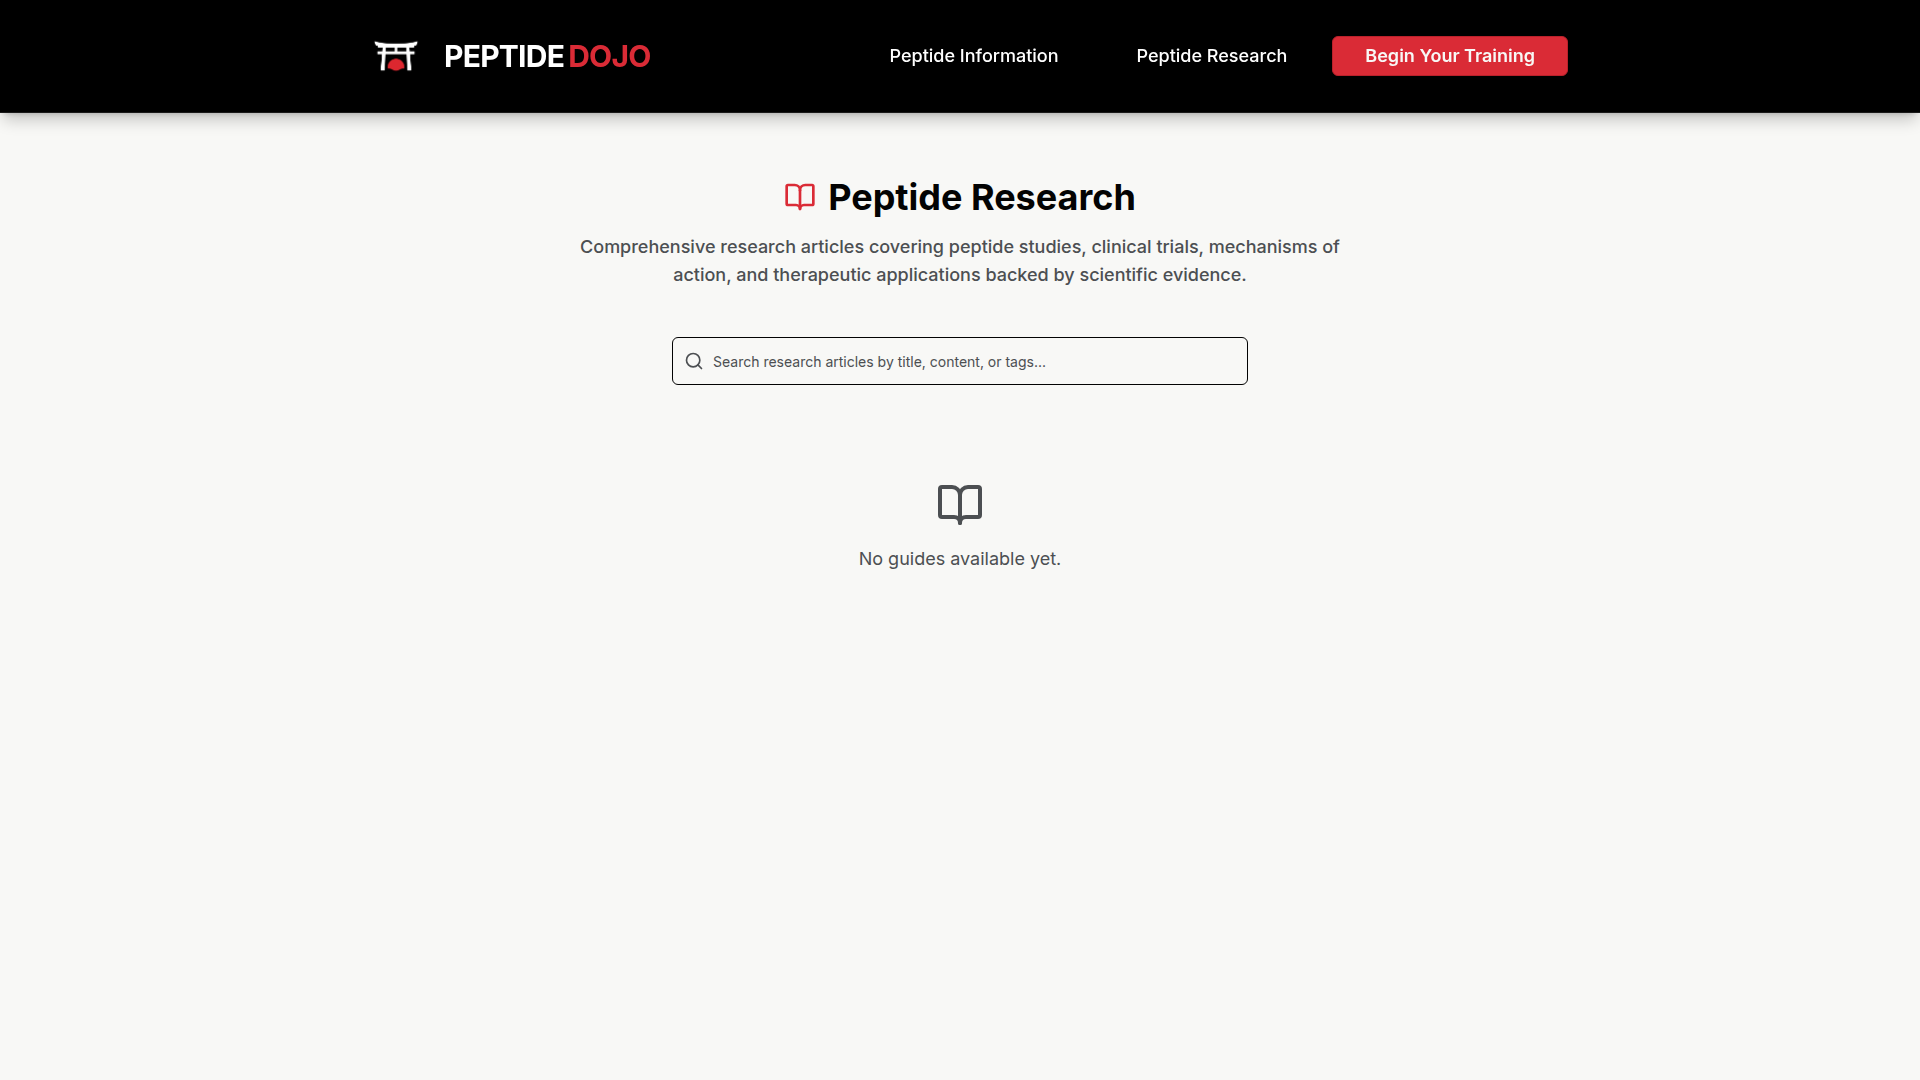 PEPTIDE DOJO
Peptide Information
Peptide Research
Begin Your Training
Peptide Research
Comprehensive research articles covering peptide studies, clinical trials, mechanisms of
action, and therapeutic applications backed by scientific evidence.
Search research articles by title, content, or tags...
No guides available yet.